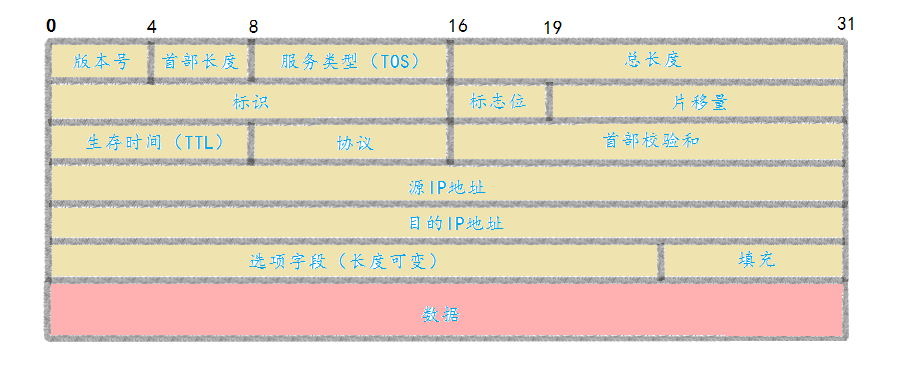 0 4 8 16 19 31
版本号 首部长度 服务类型（TOS） 总长度
标识 标志位 片移量
生存时间（TTL） 协议 首部校验和
源IP地址
目的IP地址
选项字段（长度可变） 填充
数据